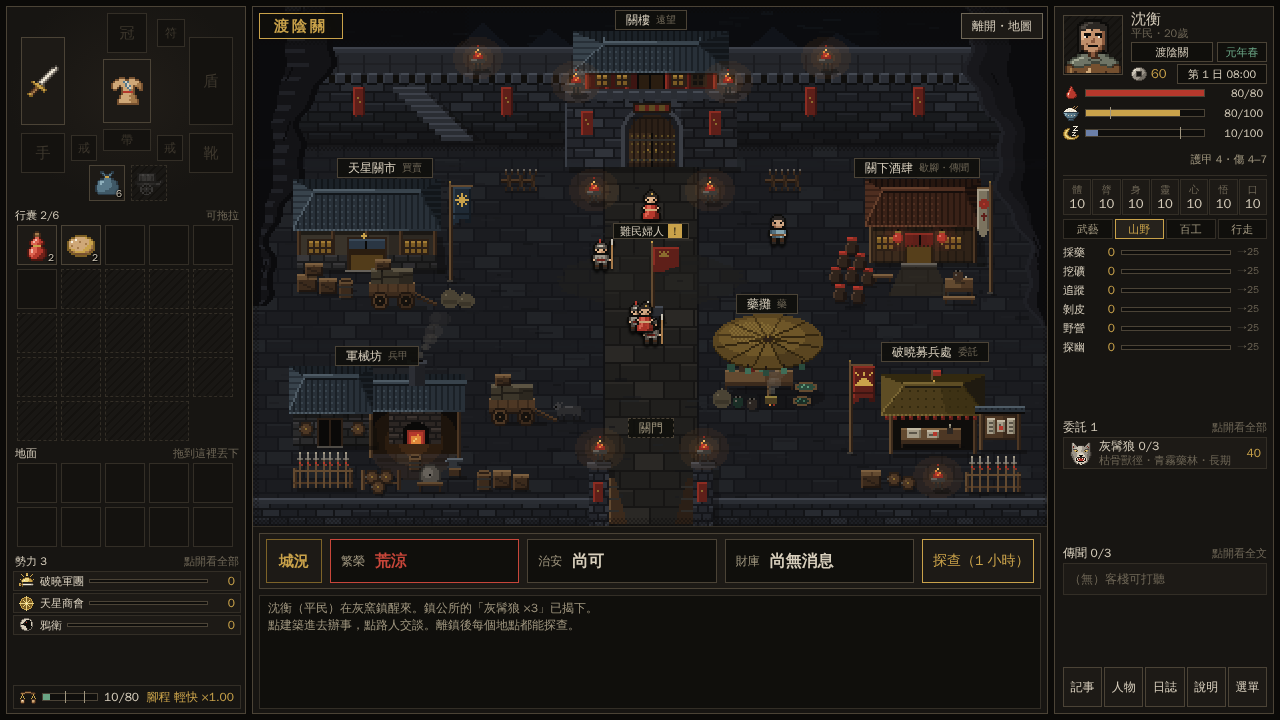 冠
符
盾
手
戒
帶
戒
靴
6
行囊 2/6
可拖拉
2
2
地面
拖到這裡丟下
勢力 3
點開看全部
破曉軍團
0
天星商會
0
鴉衛
0
10/80
腳程 輕快 ×1.00
渡陰關
關樓 遠望
離開・地圖
天星關市 買賣
關下酒肆 歇腳・傳聞
難民婦人 !
藥攤 藥
軍械坊 兵甲
破曉募兵處 委託
關門
城況
繁榮 荒涼
治安 尚可
財庫 尚無消息
探查（1 小時）
沈衡（平民）在灰窯鎮醒來。鎮公所的「灰髯狼 ×3」已揭下。
點建築進去辦事，點路人交談。離鎮後每個地點都能探查。
沈衡
平民・20歲
渡陰關
元年春
60
第 1 日 08:00
80/80
80/100
10/100
護甲 4・傷 4–7
體 臂 身 靈 心 悟 口
10 10 10 10 10 10 10
武藝 山野 百工 行走
採藥 0 →25
挖礦 0 →25
追蹤 0 →25
剝皮 0 →25
野營 0 →25
探幽 0 →25
委託 1
點開看全部
灰髯狼 0/3
枯骨獸徑・青霧藥林・長期
40
傳聞 0/3
點開看全文
（無）客棧可打聽
記事 人物 日誌 說明 選單